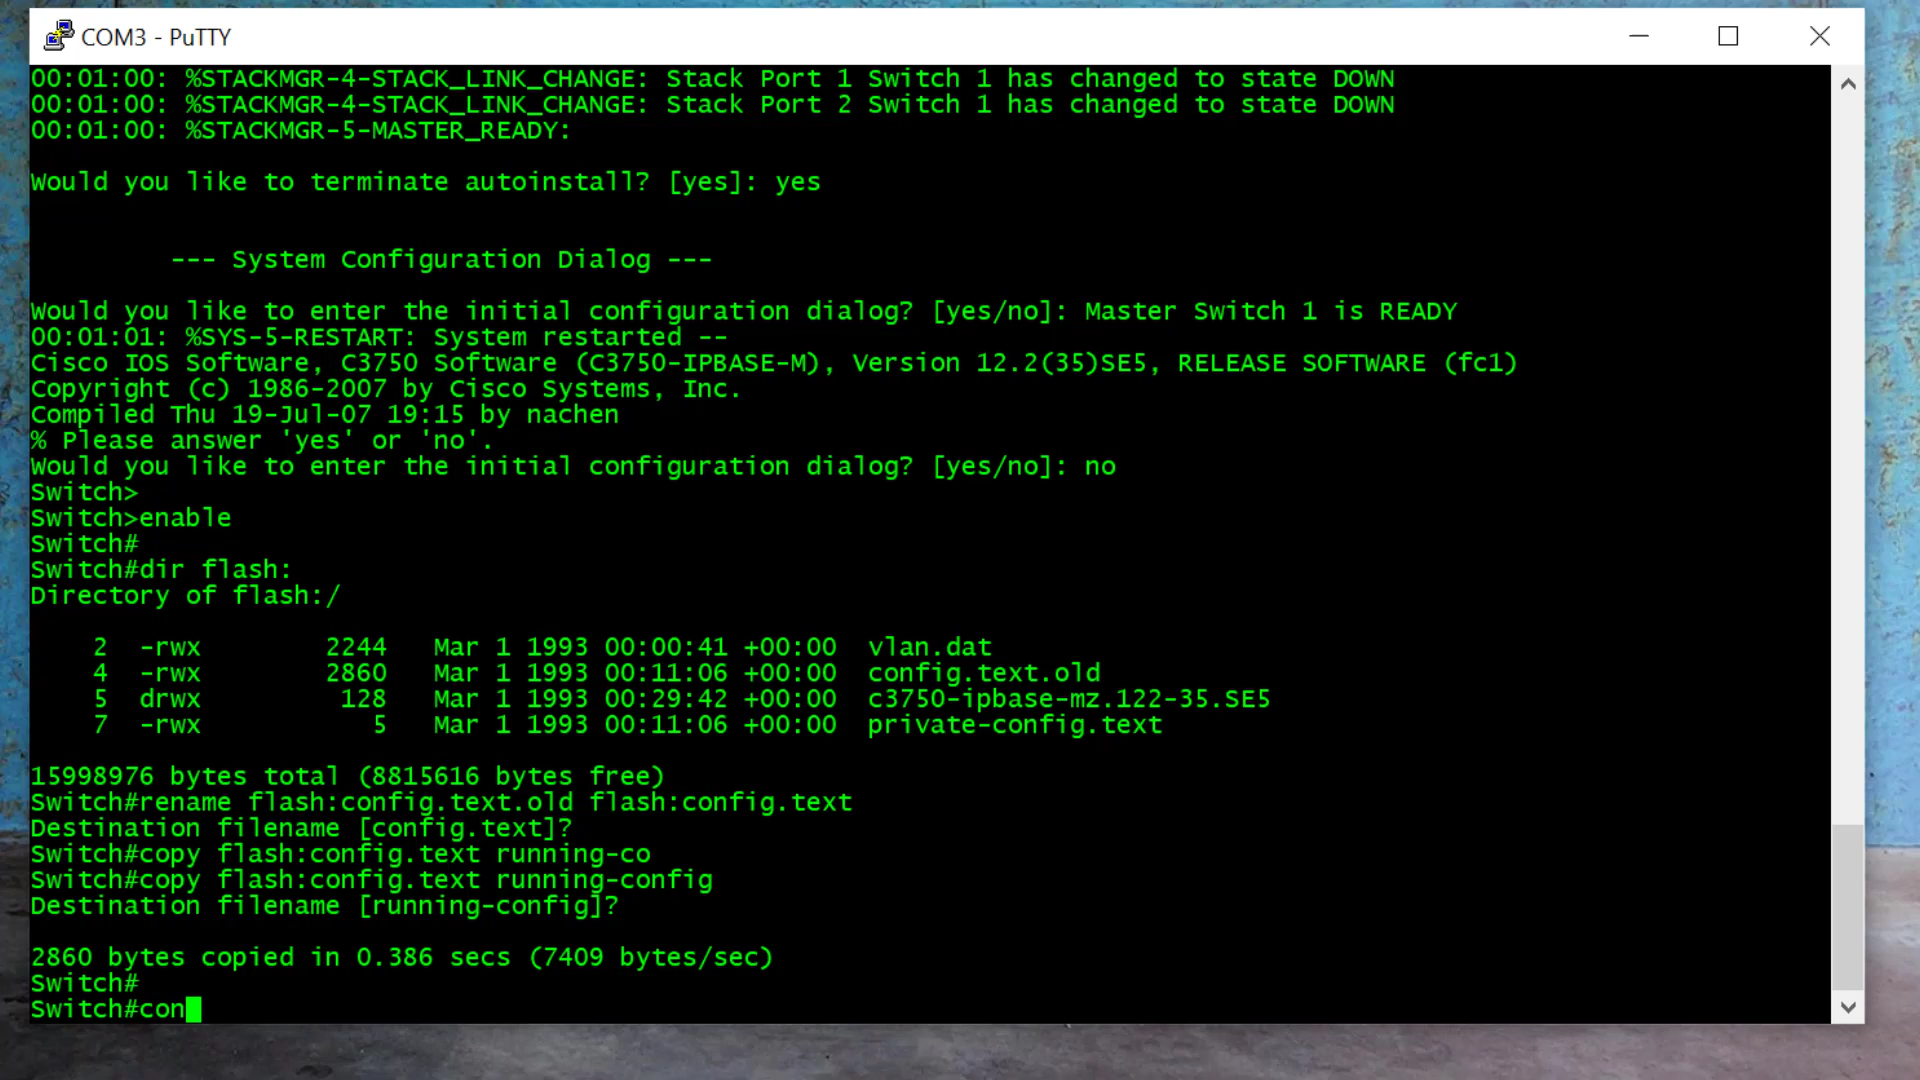 COM3 - PuTTY
00:01:00: %STACKMGR-4-STACK_LINK_CHANGE: Stack Port 1 Switch 1 has changed to state DOWN
00:01:00: %STACKMGR-4-STACK_LINK_CHANGE: Stack Port 2 Switch 1 has changed to state DOWN
00:01:00: %STACKMGR-5-MASTER_READY:
Would you like to terminate autoinstall? [yes]: yes
--- System Configuration Dialog ---
Would you like to enter the initial configuration dialog? [yes/no]: Master Switch 1 is READY
00:01:01: %SYS-5-RESTART: System restarted --
Cisco IOS Software, C3750 Software (C3750-IPBASE-M), Version 12.2(35)SE5, RELEASE SOFTWARE (fc1)
Copyright (c) 1986-2007 by Cisco Systems, Inc.
Compiled Thu 19-Jul-07 19:15 by nachen
% Please answer 'yes' or 'no'.
Would you like to enter the initial configuration dialog? [yes/no]: no
Switch>
Switch>enable
Switch#
Switch#dir flash:
Directory of flash:/
2 -rwx 2244 Mar 1 1993 00:00:41 +00:00 vlan.dat
4 -rwx 2860 Mar 1 1993 00:11:06 +00:00 config.text.old
5 drwx 128 Mar 1 1993 00:29:42 +00:00 c3750-ipbase-mz.122-35.SE5
7 -rwx 5 Mar 1 1993 00:11:06 +00:00 private-config.text
15998976 bytes total (8815616 bytes free)
Switch#rename flash:config.text.old flash:config.text
Destination filename [config.text]?
Switch#copy flash:config.text running-co
Switch#copy flash:config.text running-config
Destination filename [running-config]?
2860 bytes copied in 0.386 secs (7409 bytes/sec)
Switch#
Switch#con